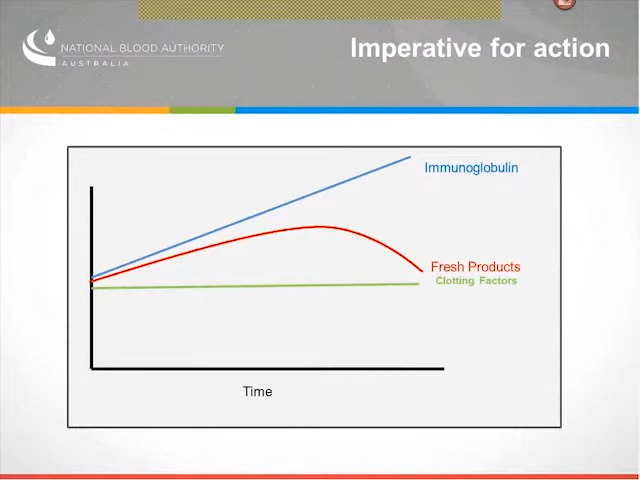 NATIONAL BLOOD AUTHORITY
AUSTRALIA
Imperative for action
Immunoglobulin
Fresh Products
Clotting Factors
Time